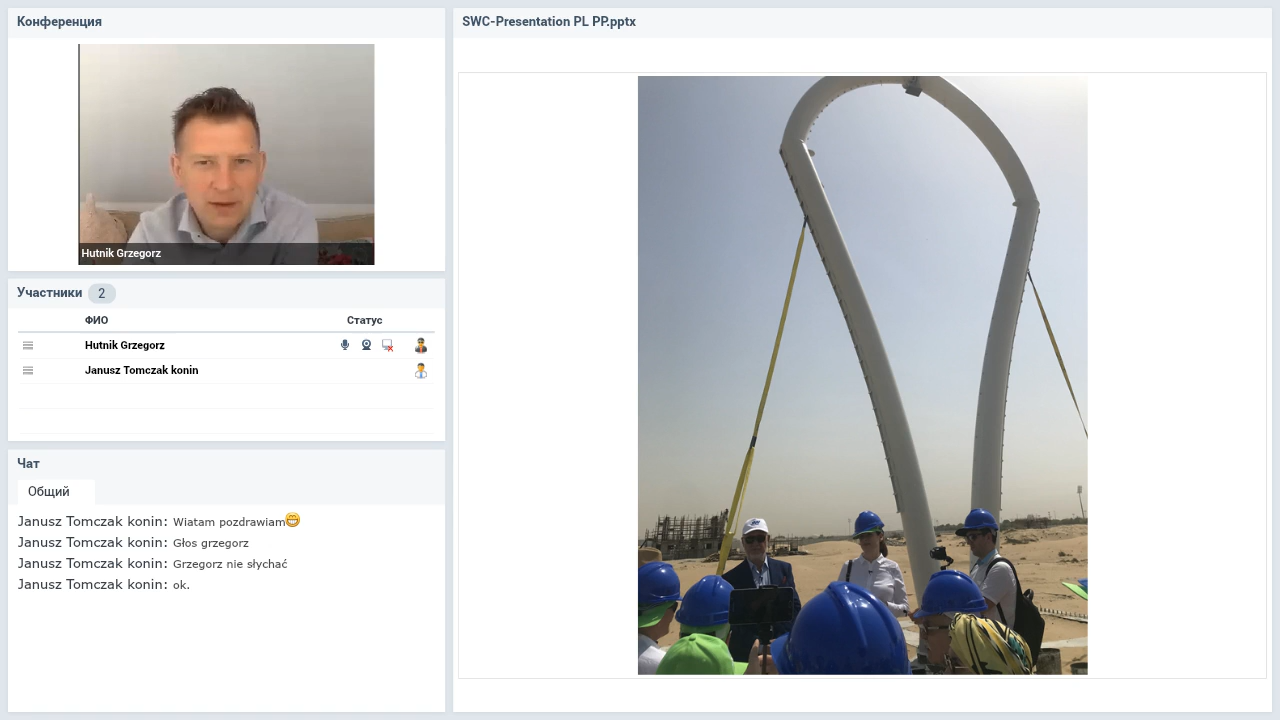 Конференция
Hutnik Grzegorz
Участники 2
ФИО Статус
Hutnik Grzegorz
Janusz Tomczak konin
Чат
Общий
Janusz Tomczak konin: Wiatam pozdrawiam
Janusz Tomczak konin: Głos grzegorz
Janusz Tomczak konin: Grzegorz nie słychać
Janusz Tomczak konin: ok.
SWC-Presentation PL PP.pptx